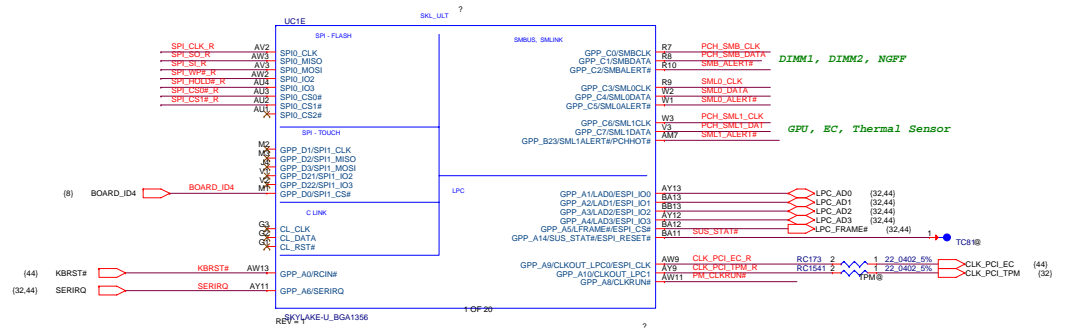 ?
SKL_ULT
UC1E
SPI - FLASH
SMBUS, SMLINK
SPI_CLK_R AV2 SPI0_CLK
SPI_SO_R AW3 SPI0_MISO
SPI_SI_R AV3 SPI0_MOSI
SPI_WP#_R AW2 SPI0_IO2
SPI_HOLD#_R AU4 SPI0_IO3
SPI_CS0#_R AU3 SPI0_CS0#
SPI_CS1#_R AU2 SPI0_CS1#
AU1 SPI0_CS2#
GPP_C0/SMBCLK R7 PCH_SMB_CLK
GPP_C1/SMBDATA R8 PCH_SMB_DATA
GPP_C2/SMBALERT# R10 SMB_ALERT#
DIMM1, DIMM2, NGFF
GPP_C3/SML0CLK R9 SML0_CLK
GPP_C4/SML0DATA W2 SML0_DATA
GPP_C5/SML0ALERT# W1 SML0_ALERT#
GPP_C6/SML1CLK W3 PCH_SML1_CLK
GPP_C7/SML1DATA V3 PCH_SML1_DAT
GPP_B23/SML1ALERT#/PCHHOT# AM7 SML1_ALERT#
GPU, EC, Thermal Sensor
SPI - TOUCH
M2 GPP_D1/SPI1_CLK
M3 GPP_D2/SPI1_MISO
GPP_D3/SPI1_MOSI
GPP_D21/SPI1_IO2
GPP_D22/SPI1_IO3
(8) BOARD_ID4 BOARD_ID4 M1 GPP_D0/SPI1_CS#
LPC
GPP_A1/LAD0/ESPI_IO0 AY13 LPC_AD0 (32,44)
GPP_A2/LAD1/ESPI_IO1 BA13 LPC_AD1 (32,44)
GPP_A3/LAD2/ESPI_IO2 BB13 LPC_AD2 (32,44)
GPP_A4/LAD3/ESPI_IO3 AY12 LPC_AD3 (32,44)
GPP_A5/LFRAME#/ESPI_CS# BA12 LPC_FRAME# (32,44)
GPP_A14/SUS_STAT#/ESPI_RESET# BA11 SUS_STAT# 1
TC81@
C LINK
G3 CL_CLK
G2 CL_DATA
G1 CL_RST#
GPP_A9/CLKOUT_LPC0/ESPI_CLK AW9 CLK_PCI_EC_R RC173 2 1 22_0402_5% CLK_PCI_EC (44)
GPP_A10/CLKOUT_LPC1 AY9 CLK_PCI_TPM_R RC1541 2 1 22_0402_5% CLK_PCI_TPM (32)
GPP_A8/CLKRUN# AW11 PM_CLKRUN# TPM@
(44) KBRST# KBRST# AW13 GPP_A0/RCIN#
(32,44) SERIRQ SERIRQ AY11 GPP_A6/SERIRQ
1 OF 20
SKYLAKE-U_BGA1356
REV = 1
?